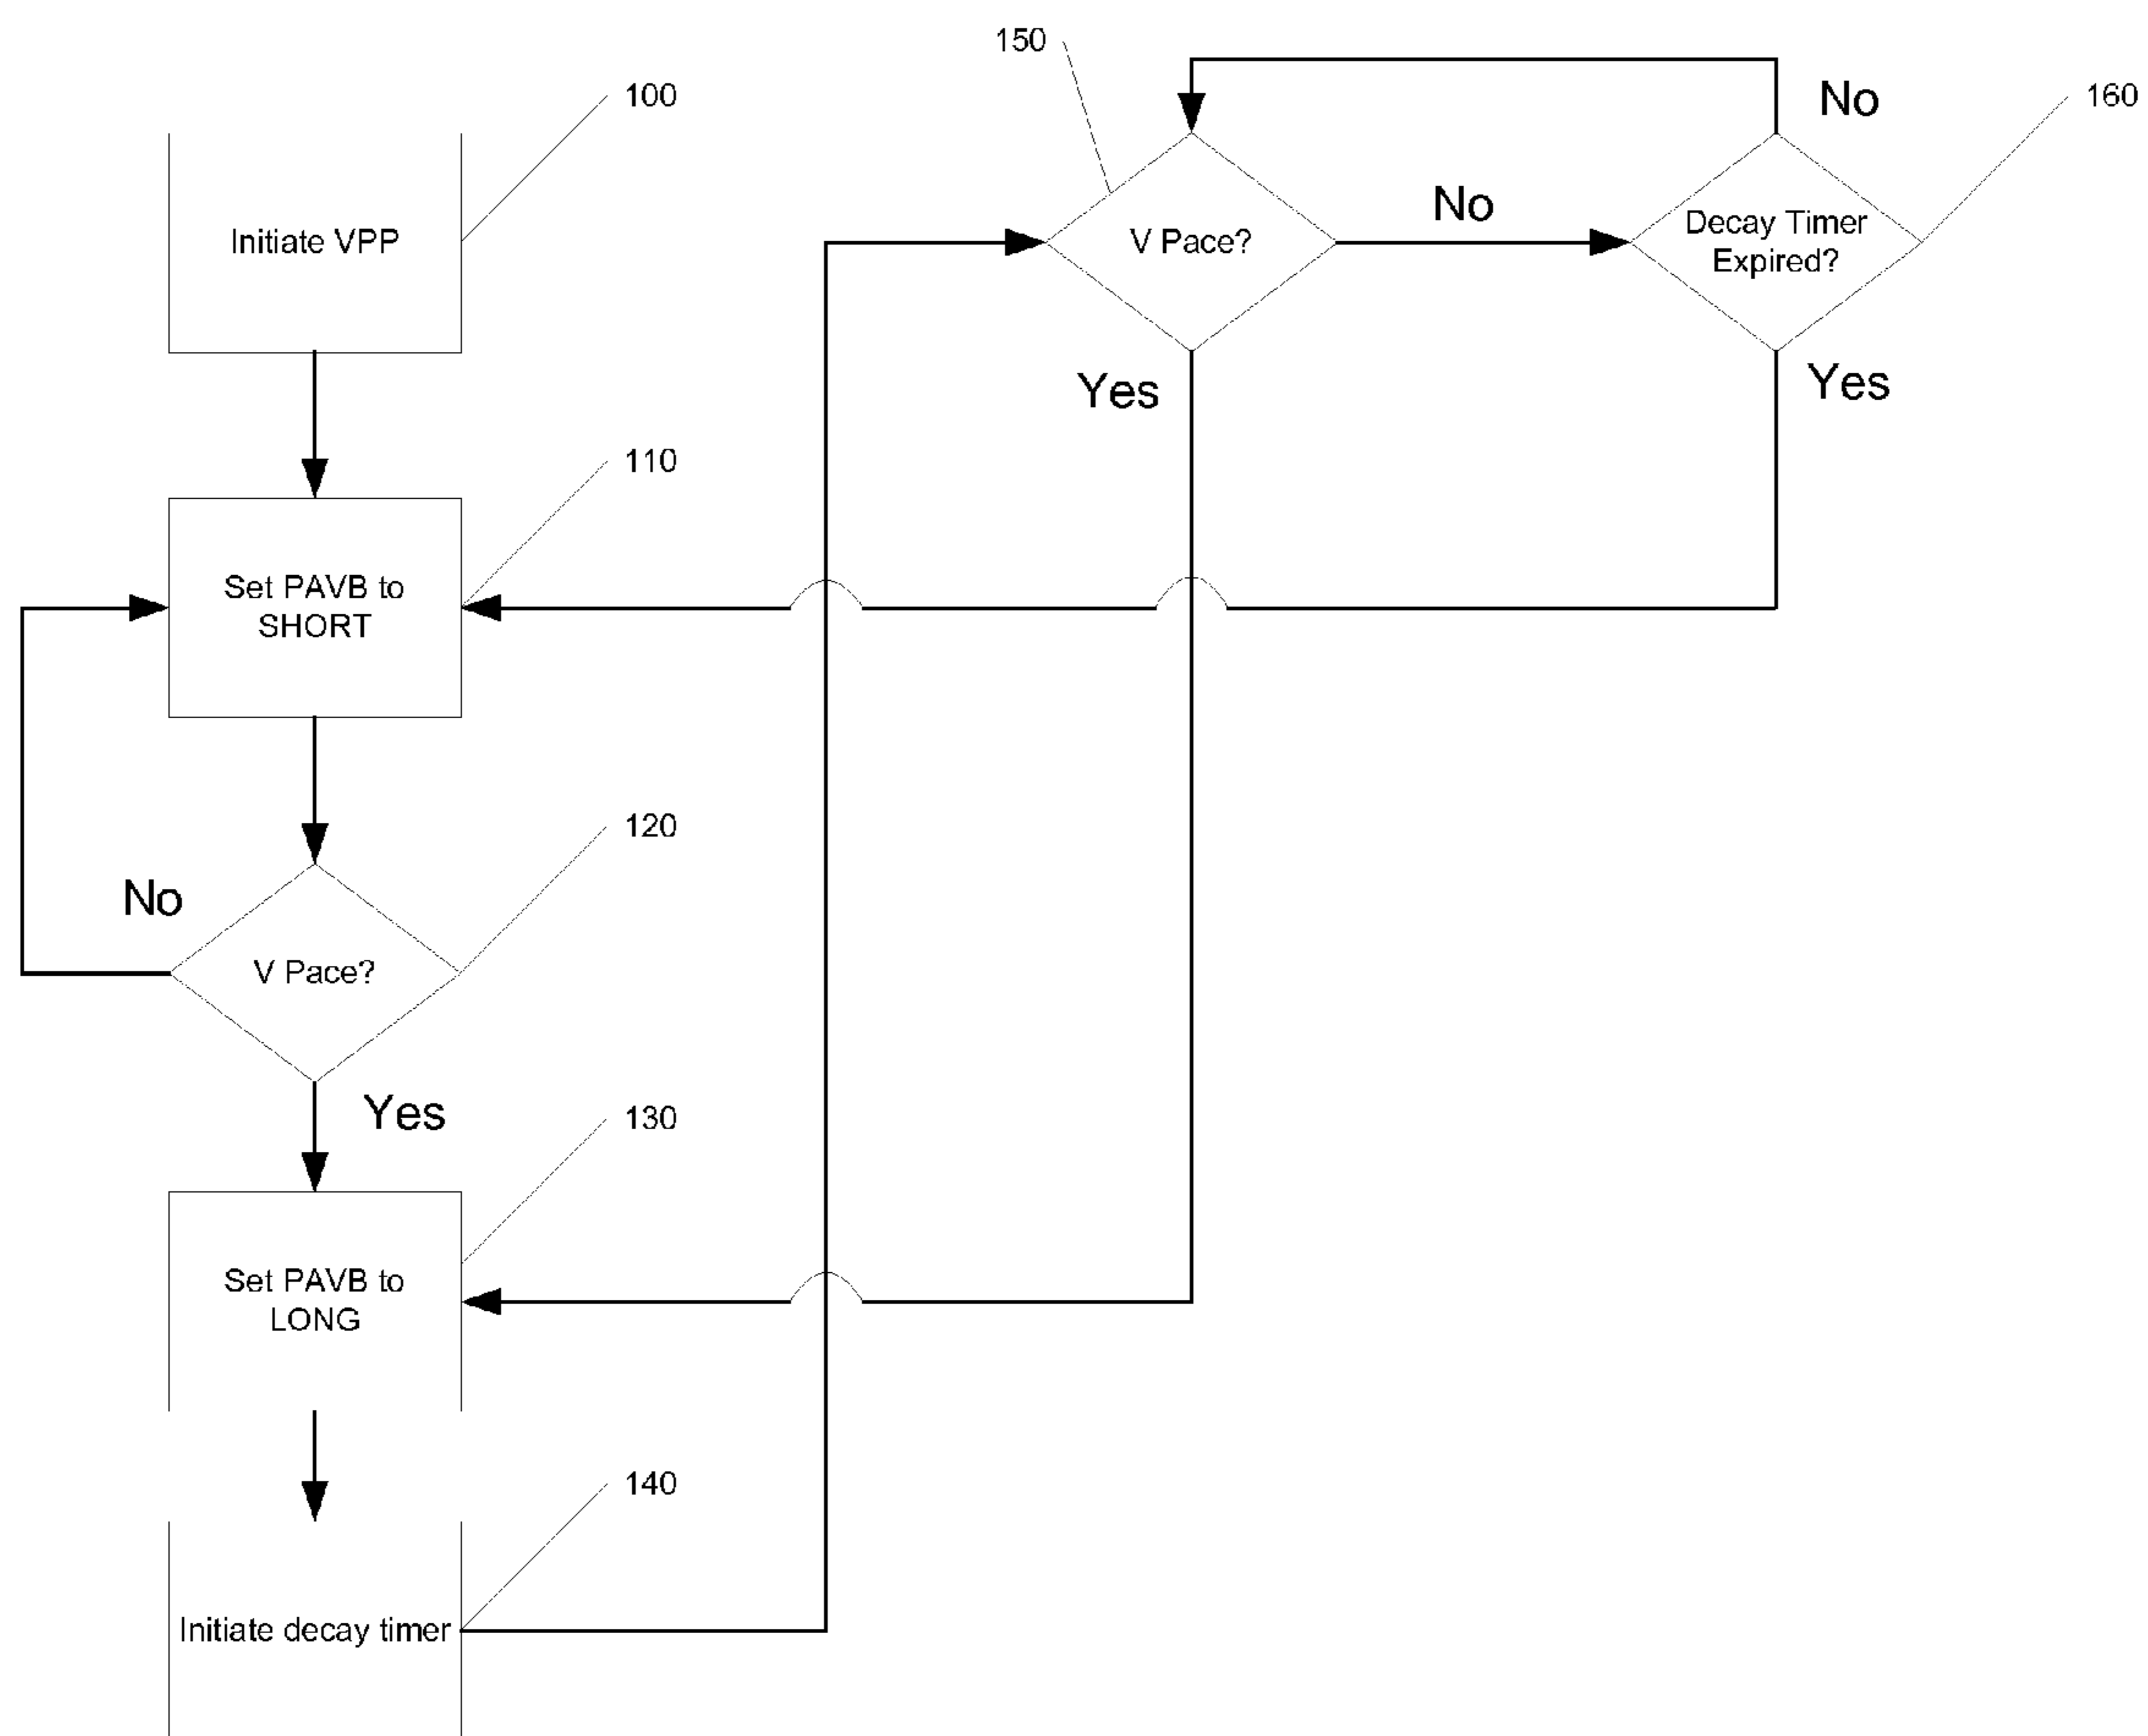 150
100
No
160
Initiate VPP
No
V Pace?
Decay Timer
Expired?
Yes
Yes
110
Set PAVB to
SHORT
120
No
V Pace?
Yes
130
Set PAVB to
LONG
140
Initiate decay timer